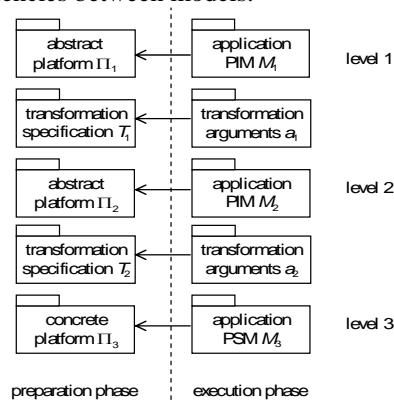 abstract platform Π1
application PIM M1
level 1
transformation specification T1
transformation arguments a1
abstract platform Π2
application PIM M2
level 2
transformation specification T2
transformation arguments a2
concrete platform Π3
application PSM M3
level 3
preparation phase
execution phase